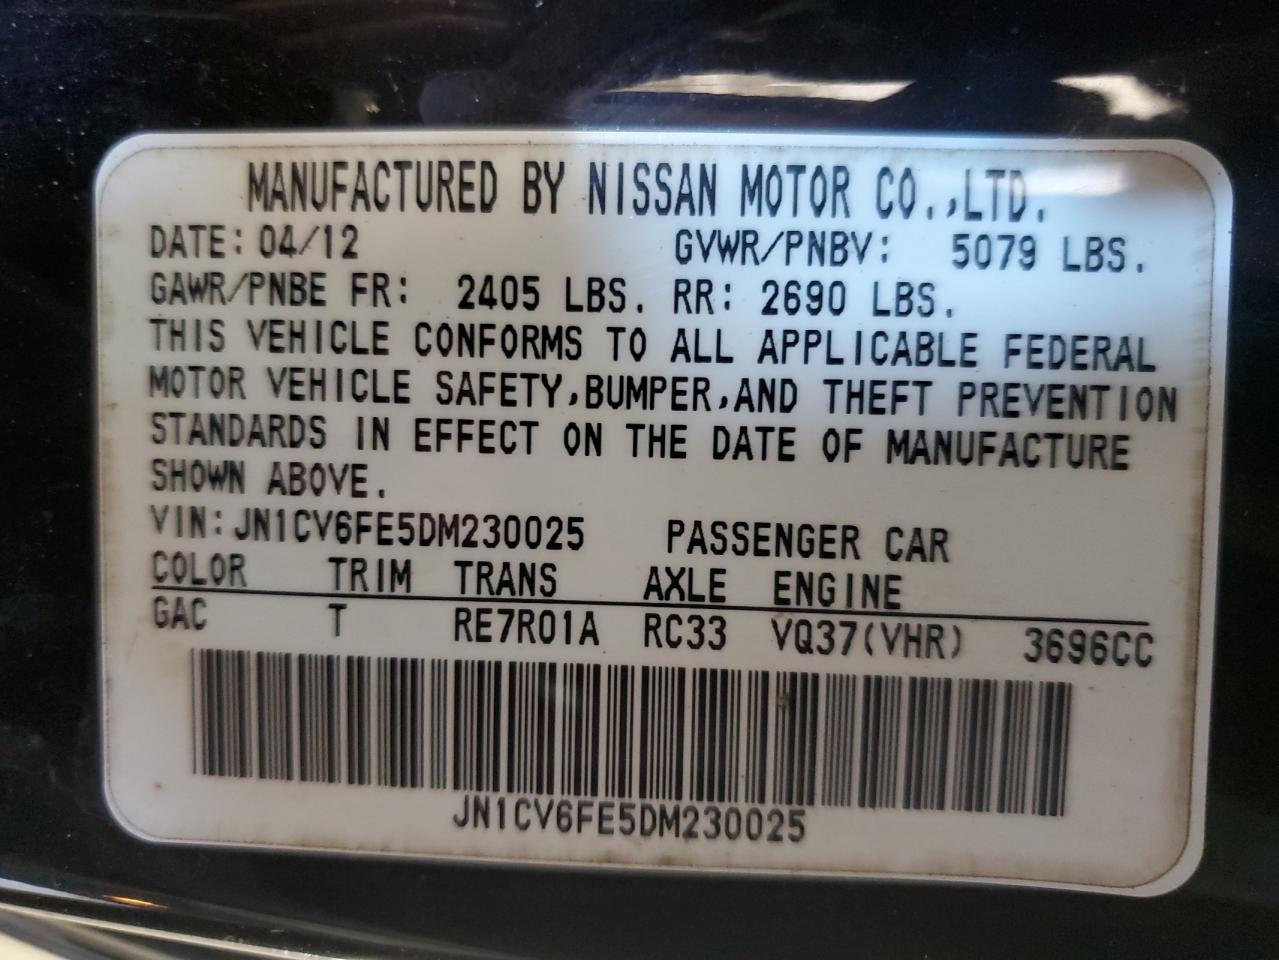 MANUFACTURED BY NISSAN MOTOR CO.,LTD.
DATE: 04/12 GVWR/PNBV: 5079 LBS.
GAWR/PNBE FR: 2405 LBS. RR: 2690 LBS.
THIS VEHICLE CONFORMS TO ALL APPLICABLE FEDERAL
MOTOR VEHICLE SAFETY,BUMPER,AND THEFT PREVENTION
STANDARDS IN EFFECT ON THE DATE OF MANUFACTURE
SHOWN ABOVE.
VIN:JN1CV6FE5DM230025 PASSENGER CAR
COLOR TRIM TRANS AXLE ENGINE
GAC T RE7R01A RC33 VQ37(VHR) 3696CC
JN1CV6FE5DM230025